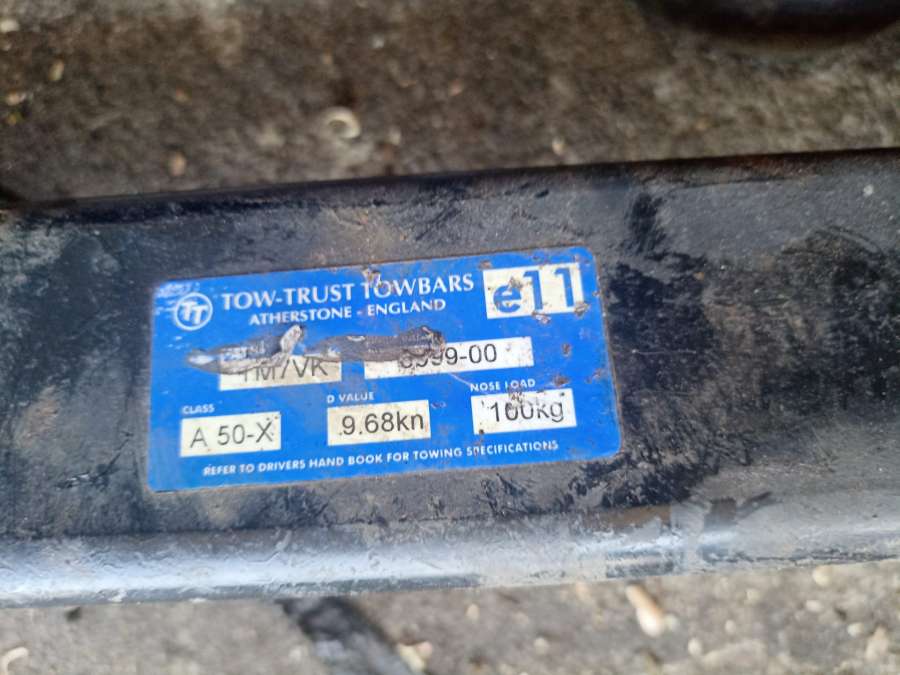 TT TOW-TRUST TOWBARS e11
ATHERSTONE - ENGLAND
CLASS D VALUE NOSE LOAD
A 50-X 9.68kn 100kg
REFER TO DRIVERS HAND BOOK FOR TOWING SPECIFICATIONS